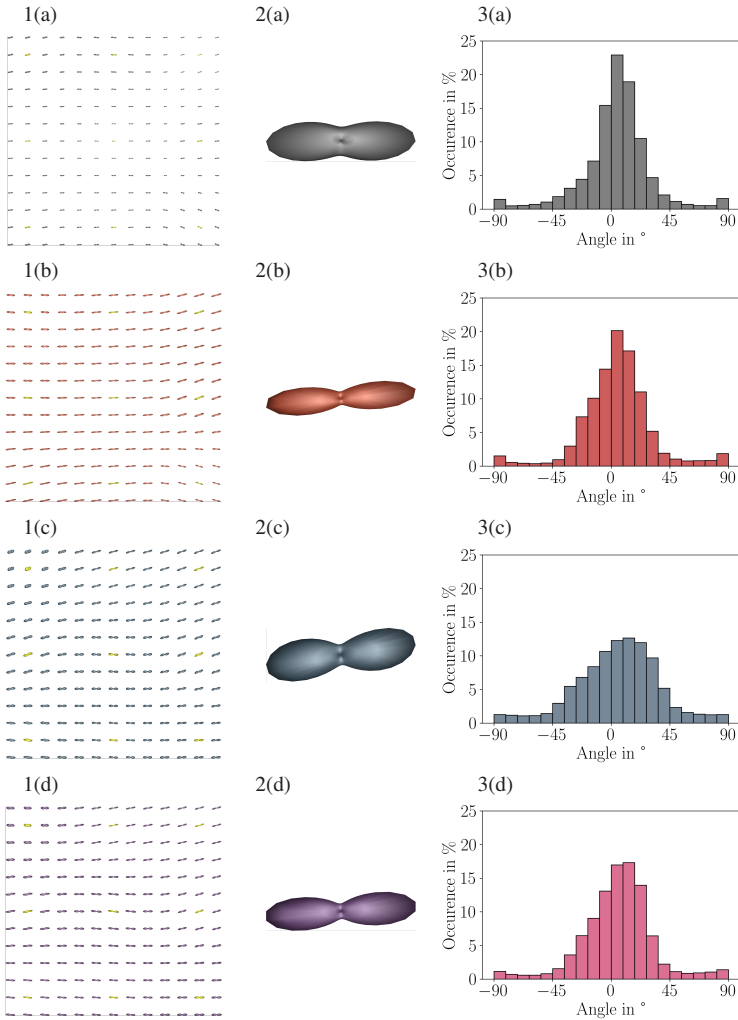 1(a) 2(a) 3(a)
25
20
15
10
5
0
Occurence in %
−90 −45 0 45 90
Angle in °
1(b) 2(b) 3(b)
25
20
15
10
5
0
Occurence in %
−90 −45 0 45 90
Angle in °
1(c) 2(c) 3(c)
25
20
15
10
5
0
Occurence in %
−90 −45 0 45 90
Angle in °
1(d) 2(d) 3(d)
25
20
15
10
5
0
Occurence in %
−90 −45 0 45 90
Angle in °